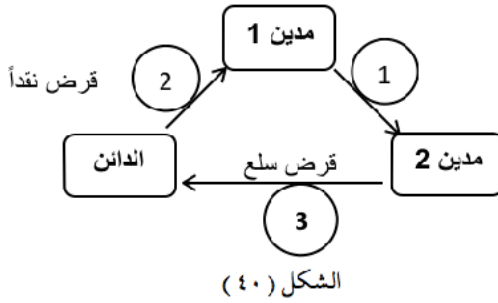 مدين 1
1
2
قرض نقداً
مدين 2
قرض سلع
الدائن
3
الشكل (٤٠)